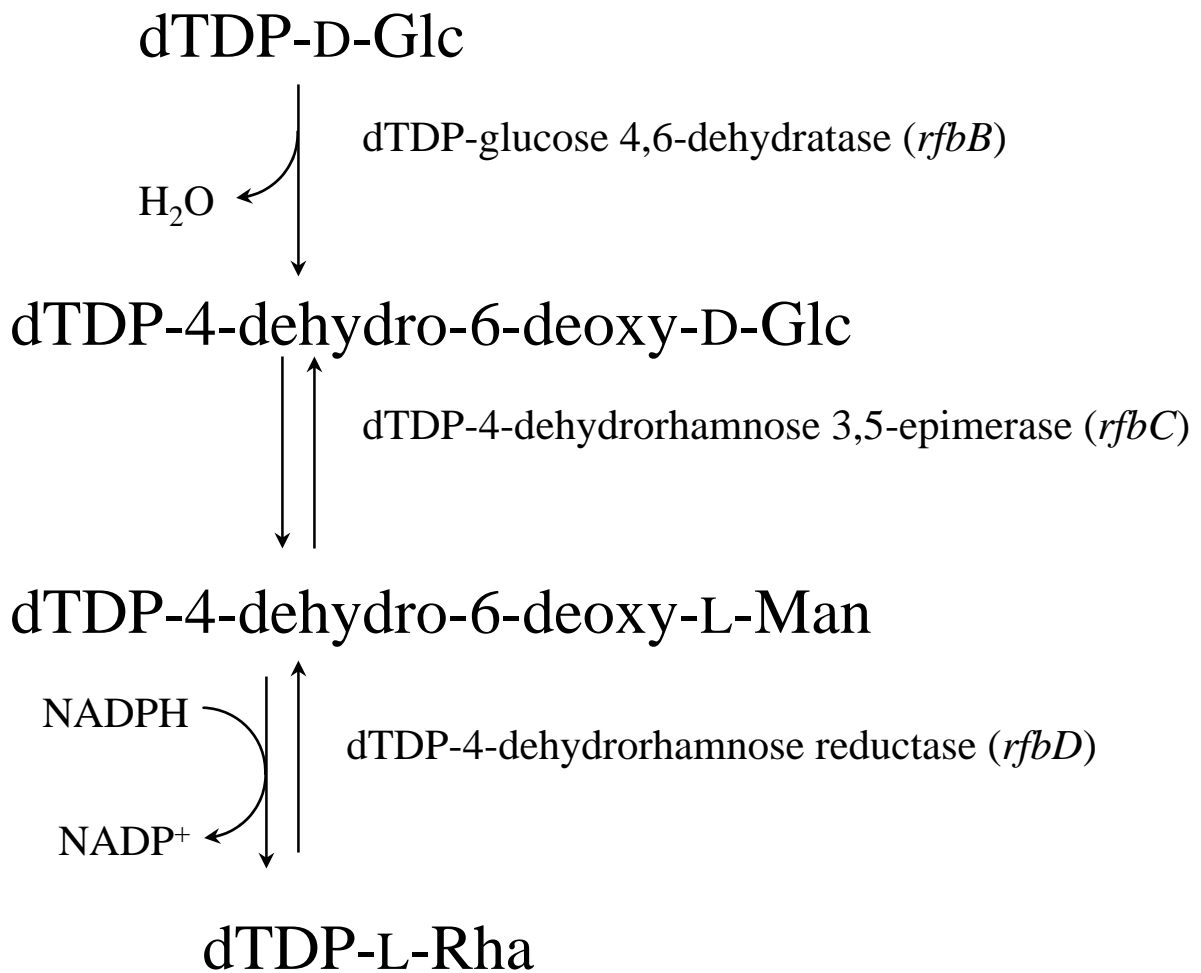 dTDP-D-Glc
dTDP-glucose 4,6-dehydratase (rfbB)
H₂O
dTDP-4-dehydro-6-deoxy-D-Glc
dTDP-4-dehydrorhamnose 3,5-epimerase (rfbC)
dTDP-4-dehydro-6-deoxy-L-Man
NADPH
dTDP-4-dehydrorhamnose reductase (rfbD)
NADP⁺
dTDP-L-Rha